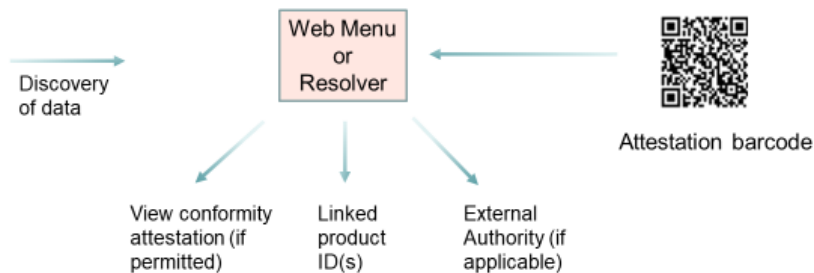 Web Menu
or
Resolver
Discovery
of data
Attestation barcode
View conformity
attestation (if
permitted)
Linked
product
ID(s)
External
Authority (if
applicable)